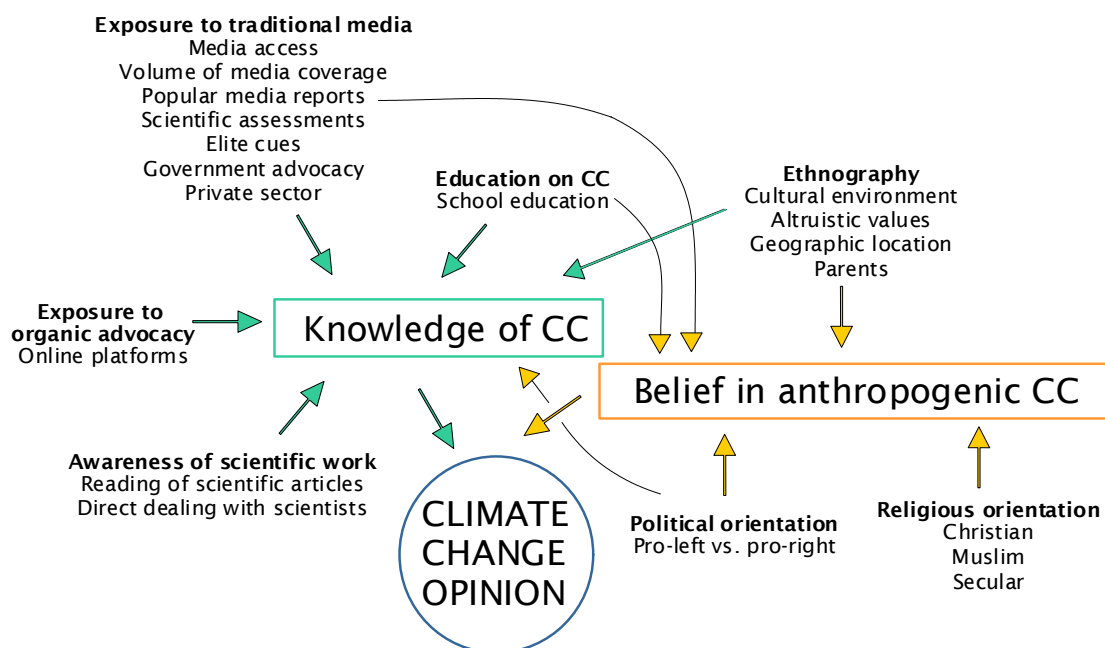 Exposure to traditional media
Media access
Volume of media coverage
Popular media reports
Scientific assessments
Elite cues
Government advocacy
Private sector
Education on CC
School education
Ethnography
Cultural environment
Altruistic values
Geographic location
Parents
Exposure to
organic advocacy
Online platforms
Knowledge of CC
Belief in anthropogenic CC
Awareness of scientific work
Reading of scientific articles
Direct dealing with scientists
CLIMATE
CHANGE
OPINION
Political orientation
Pro-left vs. pro-right
Religious orientation
Christian
Muslim
Secular